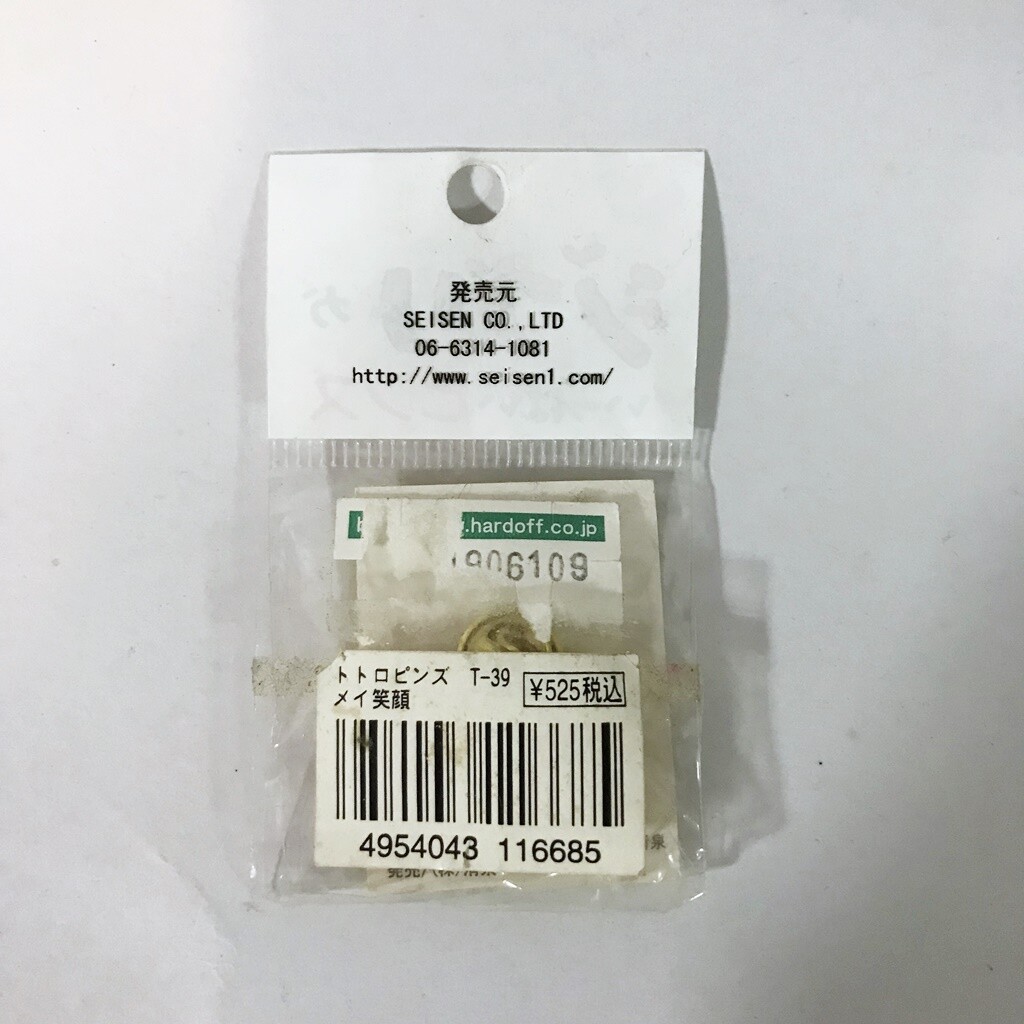 発売元
SEISEN CO.,LTD
06-6314-1081
http://www.seisen1.com/
.hardoff.co.jp
906109
トトロピンズ T-39
メイ笑顔
¥525税込
4954043 116685